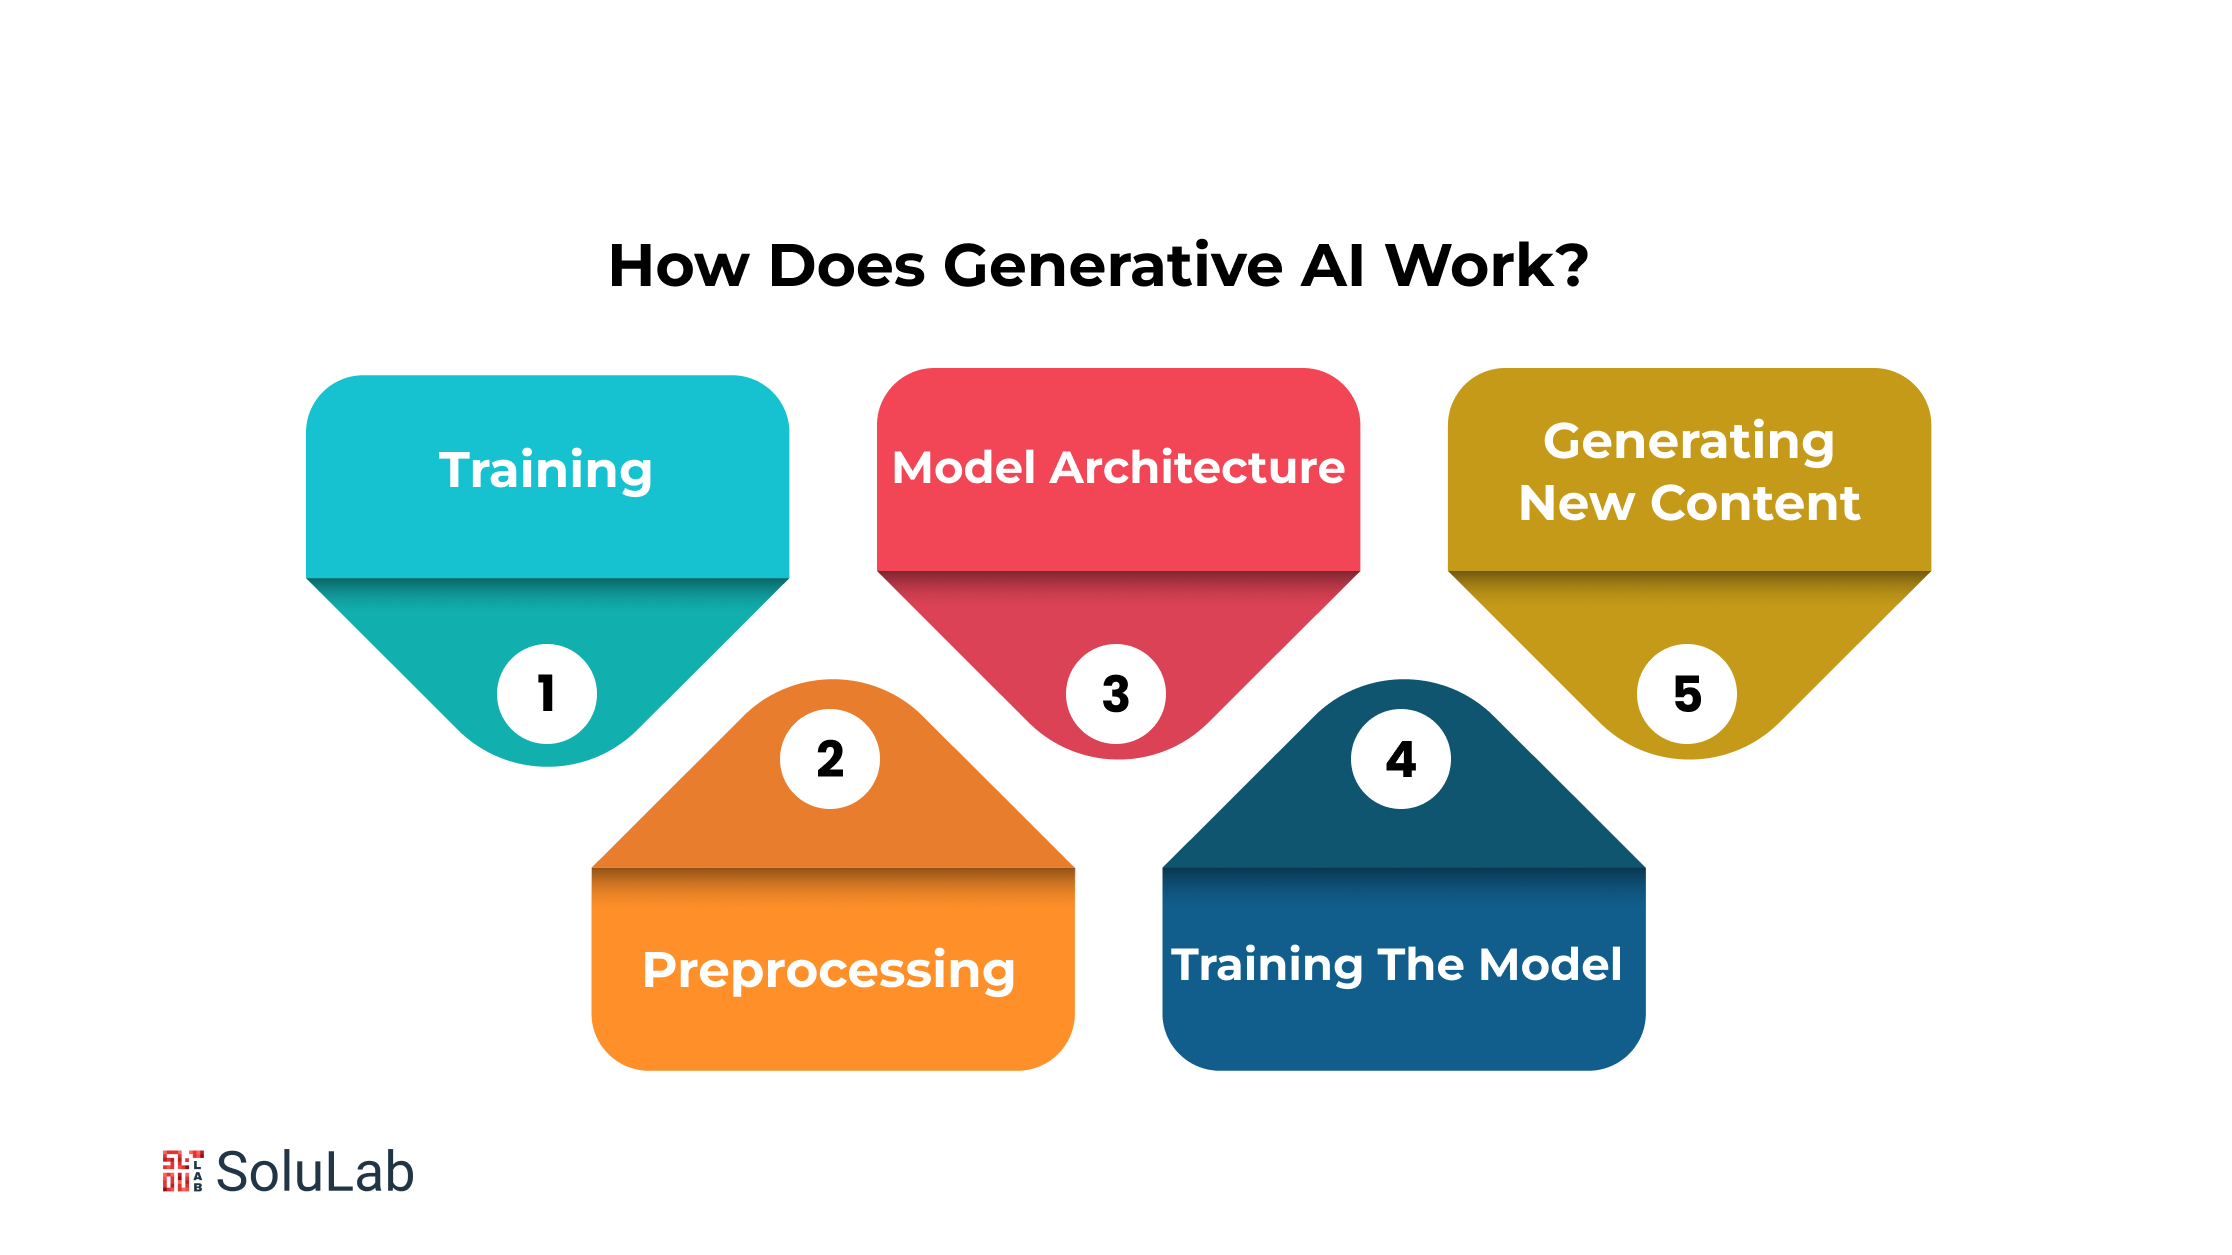 How Does Generative AI Work?
Training
1
2
Preprocessing
Model Architecture
3
4
Training The Model
Generating
New Content
5
SoluLab